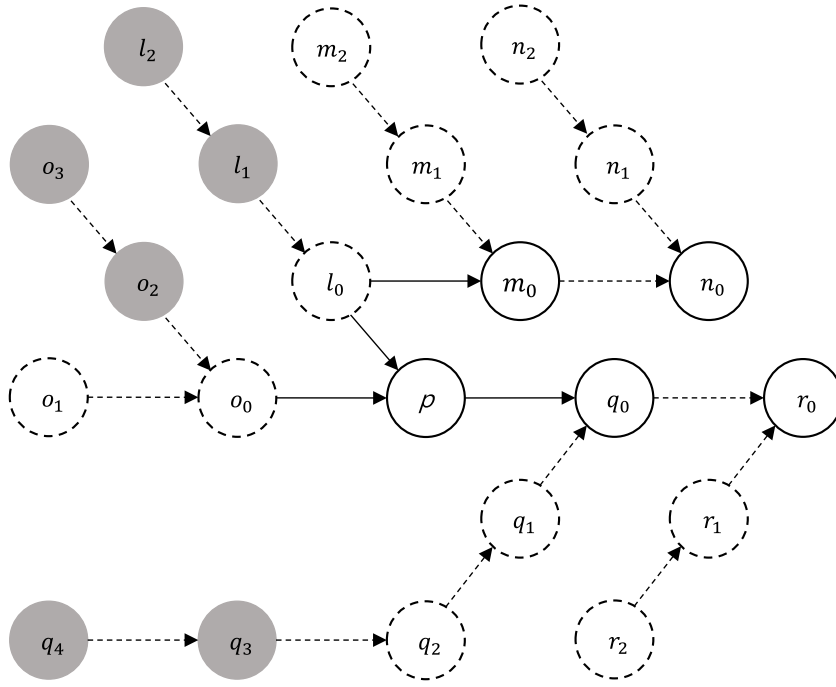 l₂ m₂ n₂
o₃ l₁ m₁ n₁
o₂ l₀ m₀ n₀
o₁ o₀ p q₀ r₀
q₁ r₁
q₄ q₃ q₂ r₂